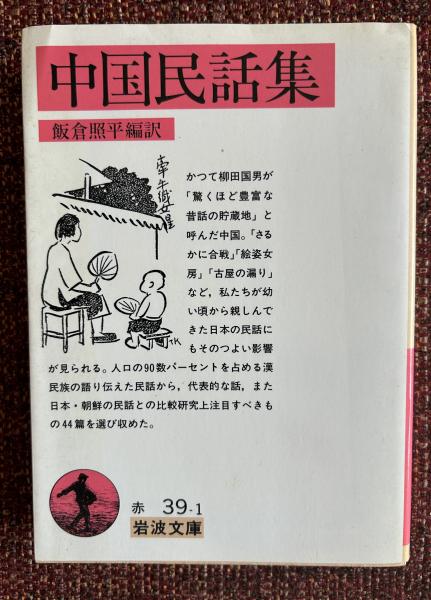 中国民話集
飯倉照平編訳
牽牛織女星
かつて柳田国男が
「驚くほど豊富な
昔話の貯蔵地」と
呼んだ中国。「さる
かに合戦」「絵姿女
房」「古屋の漏り」
など，私たちが幼
い頃から親しんで
きた日本の民話に
もそのつよい影響
が見られる。人口の90数パーセントを占める漢
民族の語り伝えた民話から，代表的な話，また
日本・朝鮮の民話との比較研究上注目すべきも
の44篇を選び収めた。
TK
赤 39-1
岩波文庫